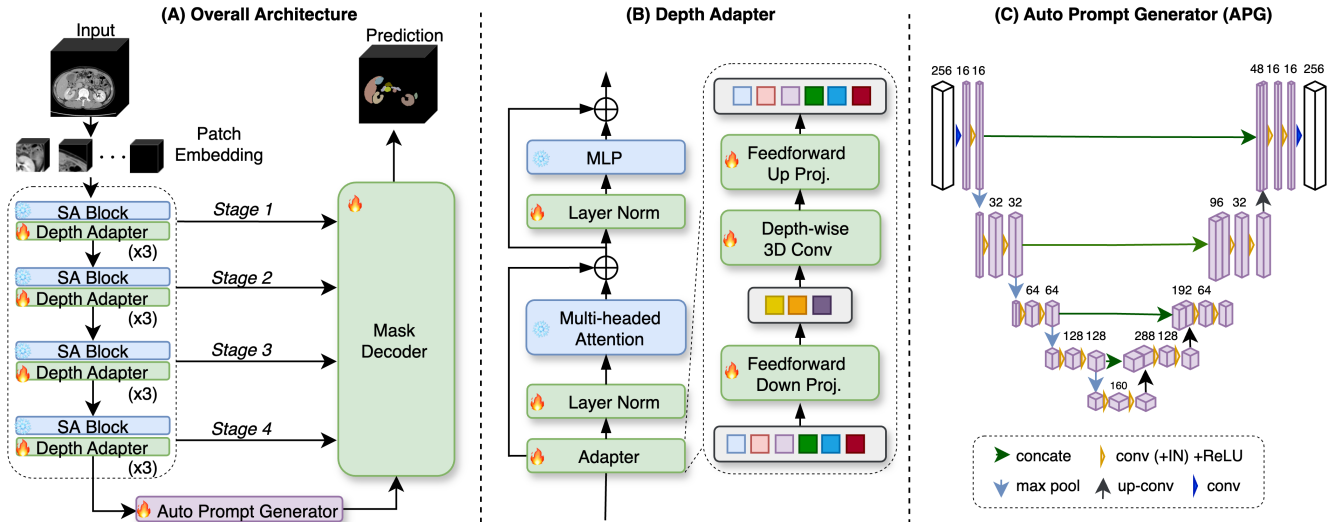 (A) Overall Architecture
Input
Prediction
Patch
Embedding
SA Block
Depth Adapter
(x3)
Stage 1
SA Block
Depth Adapter
(x3)
Stage 2
SA Block
Depth Adapter
(x3)
Stage 3
SA Block
Depth Adapter
(x3)
Stage 4
Mask
Decoder
Auto Prompt Generator
(B) Depth Adapter
MLP
Layer Norm
Multi-headed
Attention
Layer Norm
Adapter
Feedforward
Up Proj.
Depth-wise
3D Conv
Feedforward
Down Proj.
(C) Auto Prompt Generator (APG)
256 16 16
48 16 16 256
32 32
96 32
64 64
192 64
128 128
288 128
160
concate
conv (+IN) +ReLU
max pool
up-conv
conv